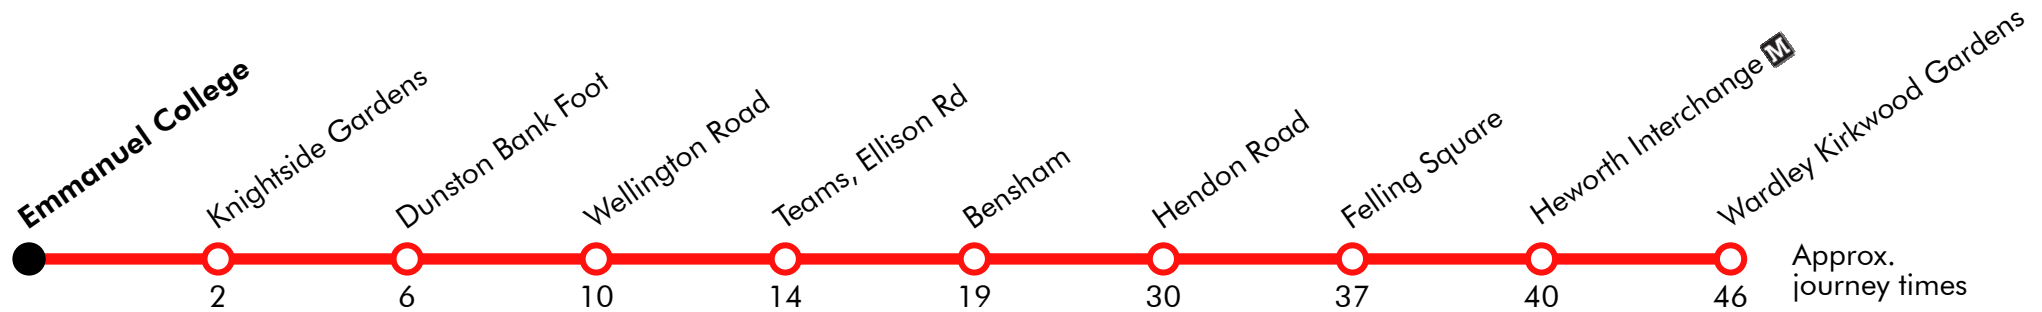 Emmanuel College
Knightside Gardens
Dunston Bank Foot
Wellington Road
Teams, Ellison Rd
Bensham
Hendon Road
Felling Square
Heworth Interchange M
Wardley Kirkwood Gardens
2
6
10
14
19
30
37
40
46
Approx.
journey times